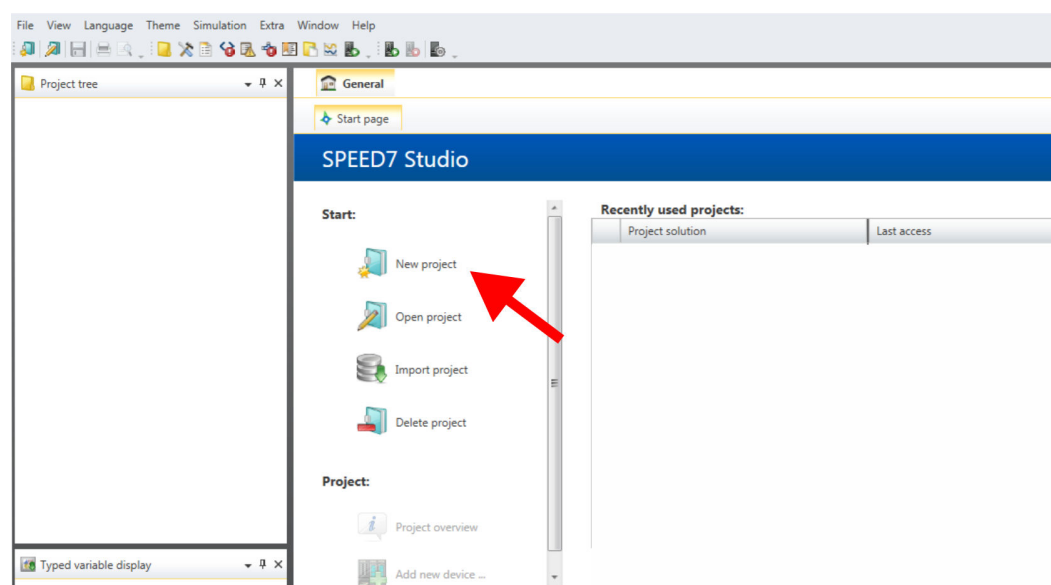 File View Language Theme Simulation Extra Window Help
Project tree
General
Start page
SPEED7 Studio
Start:
New project
Open project
Import project
Delete project
Project:
Project overview
Add new device ...
Recently used projects:
Project solution Last access
Typed variable display